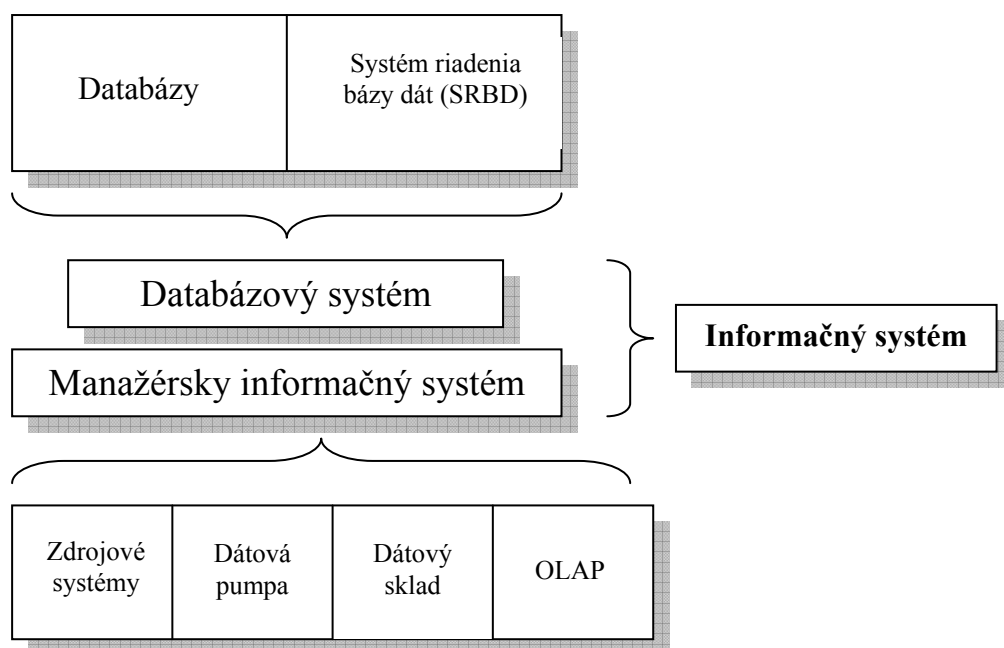 Databázy
Systém riadenia
bázy dát (SRBD)
Databázový systém
Informačný systém
Manažérsky informačný systém
Zdrojové
systémy
Dátová
pumpa
Dátový
sklad
OLAP